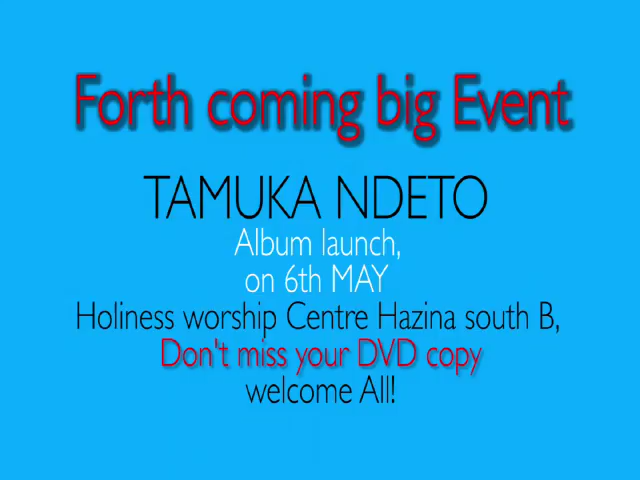 Forth coming big Event
TAMUKA NDETO
Album launch,
on 6th MAY
Holiness worship Centre Hazina south B,
Don't miss your DVD copy
welcome All!